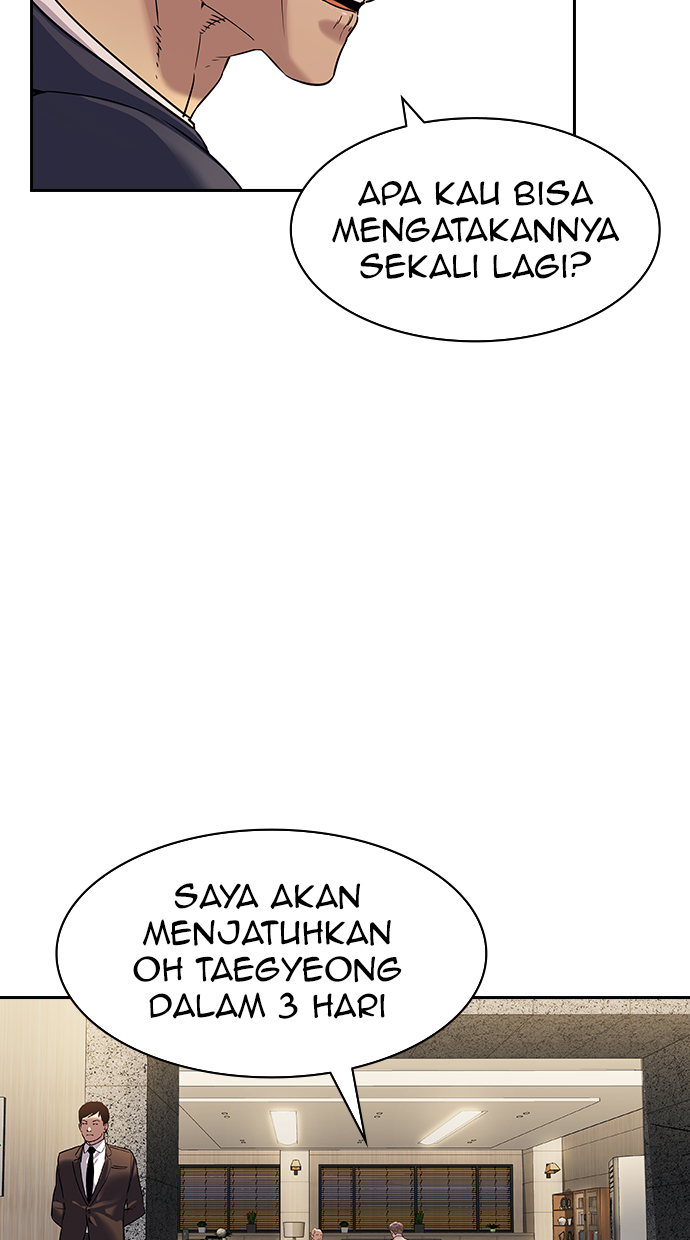 APA KAU BISA
MENGATAKANNYA
SEKALI LAGI?
SAYA AKAN
MENJATUHKAN
OH TAEGYEONG
DALAM 3 HARI